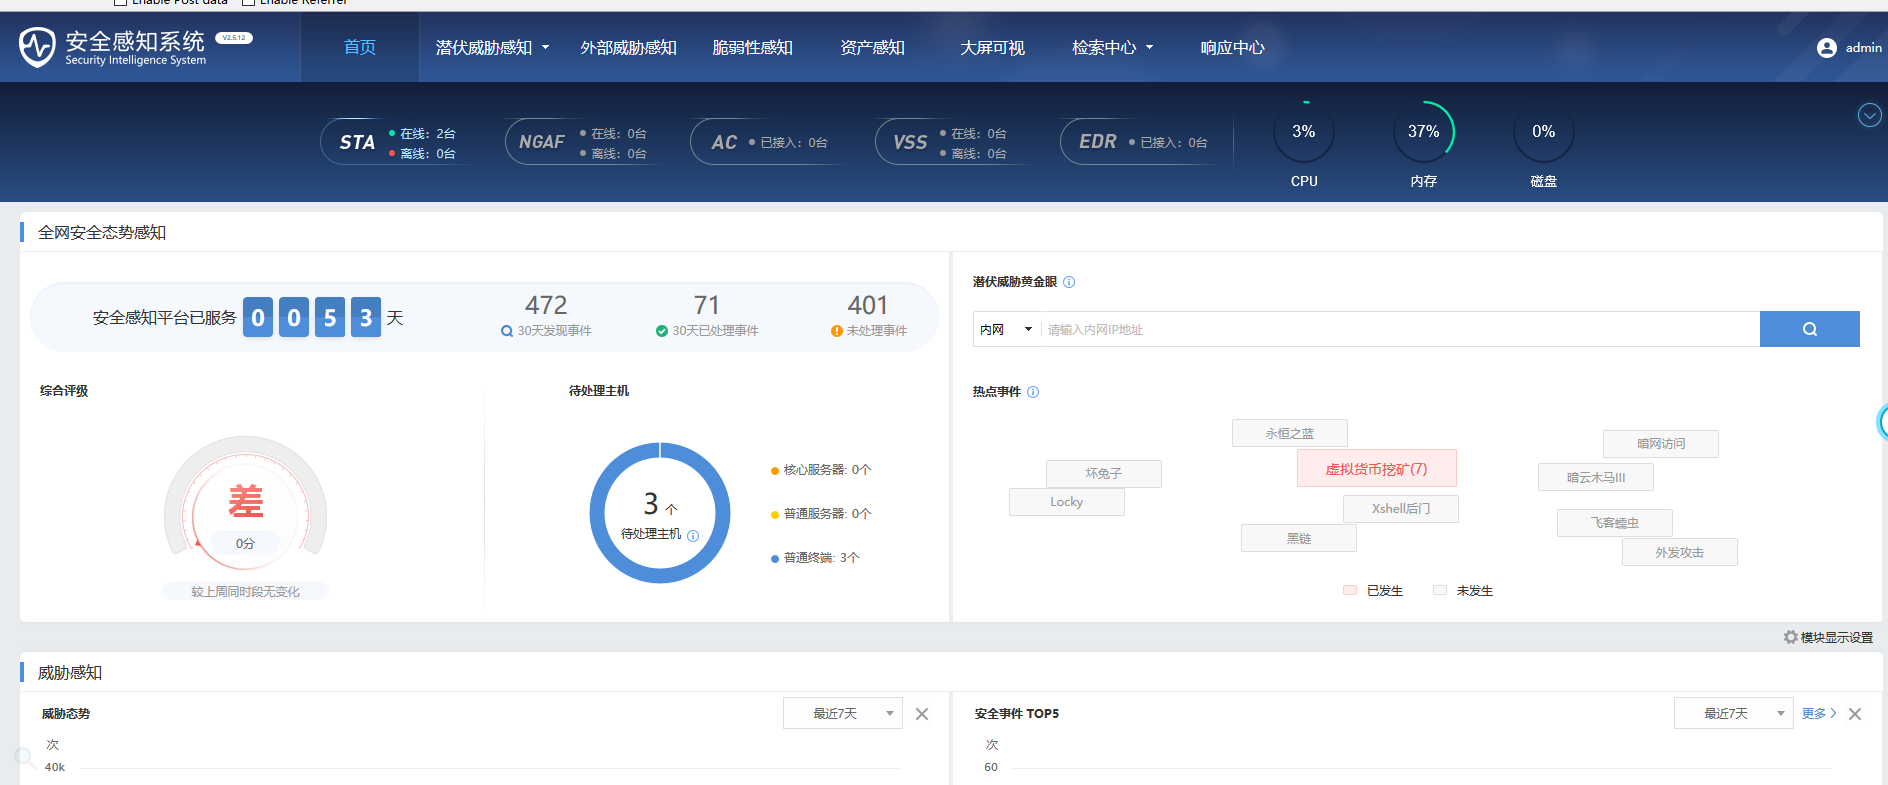 Enable Post data Enable Referrer
安全感知系统 V2.5.12
Security Intelligence System
首页 潜伏威胁感知 外部威胁感知 脆弱性感知 资产感知 大屏可视 检索中心 响应中心
admin
STA 在线：2台
离线：0台
NGAF 在线：0台
离线：0台
AC 已接入：0台
VSS 在线：0台
离线：0台
EDR 已接入：0台
3%
CPU
37%
内存
0%
磁盘
全网安全态势感知
安全感知平台已服务 0 0 5 3 天
472
30天发现事件
71
30天已处理事件
401
未处理事件
综合评级
差
0分
较上周同时段无变化
待处理主机
3 个
待处理主机
核心服务器: 0个
普通服务器: 0个
普通终端: 3个
潜伏威胁黄金眼
内网 请输入内网IP地址
热点事件
永恒之蓝
暗网访问
坏兔子
虚拟货币挖矿(7)
暗云木马III
Locky
Xshell后门
飞客蠕虫
黑链
外发攻击
已发生 未发生
模块显示设置
威胁感知
威胁态势 最近7天
次
40k
安全事件 TOP5 最近7天 更多
次
60